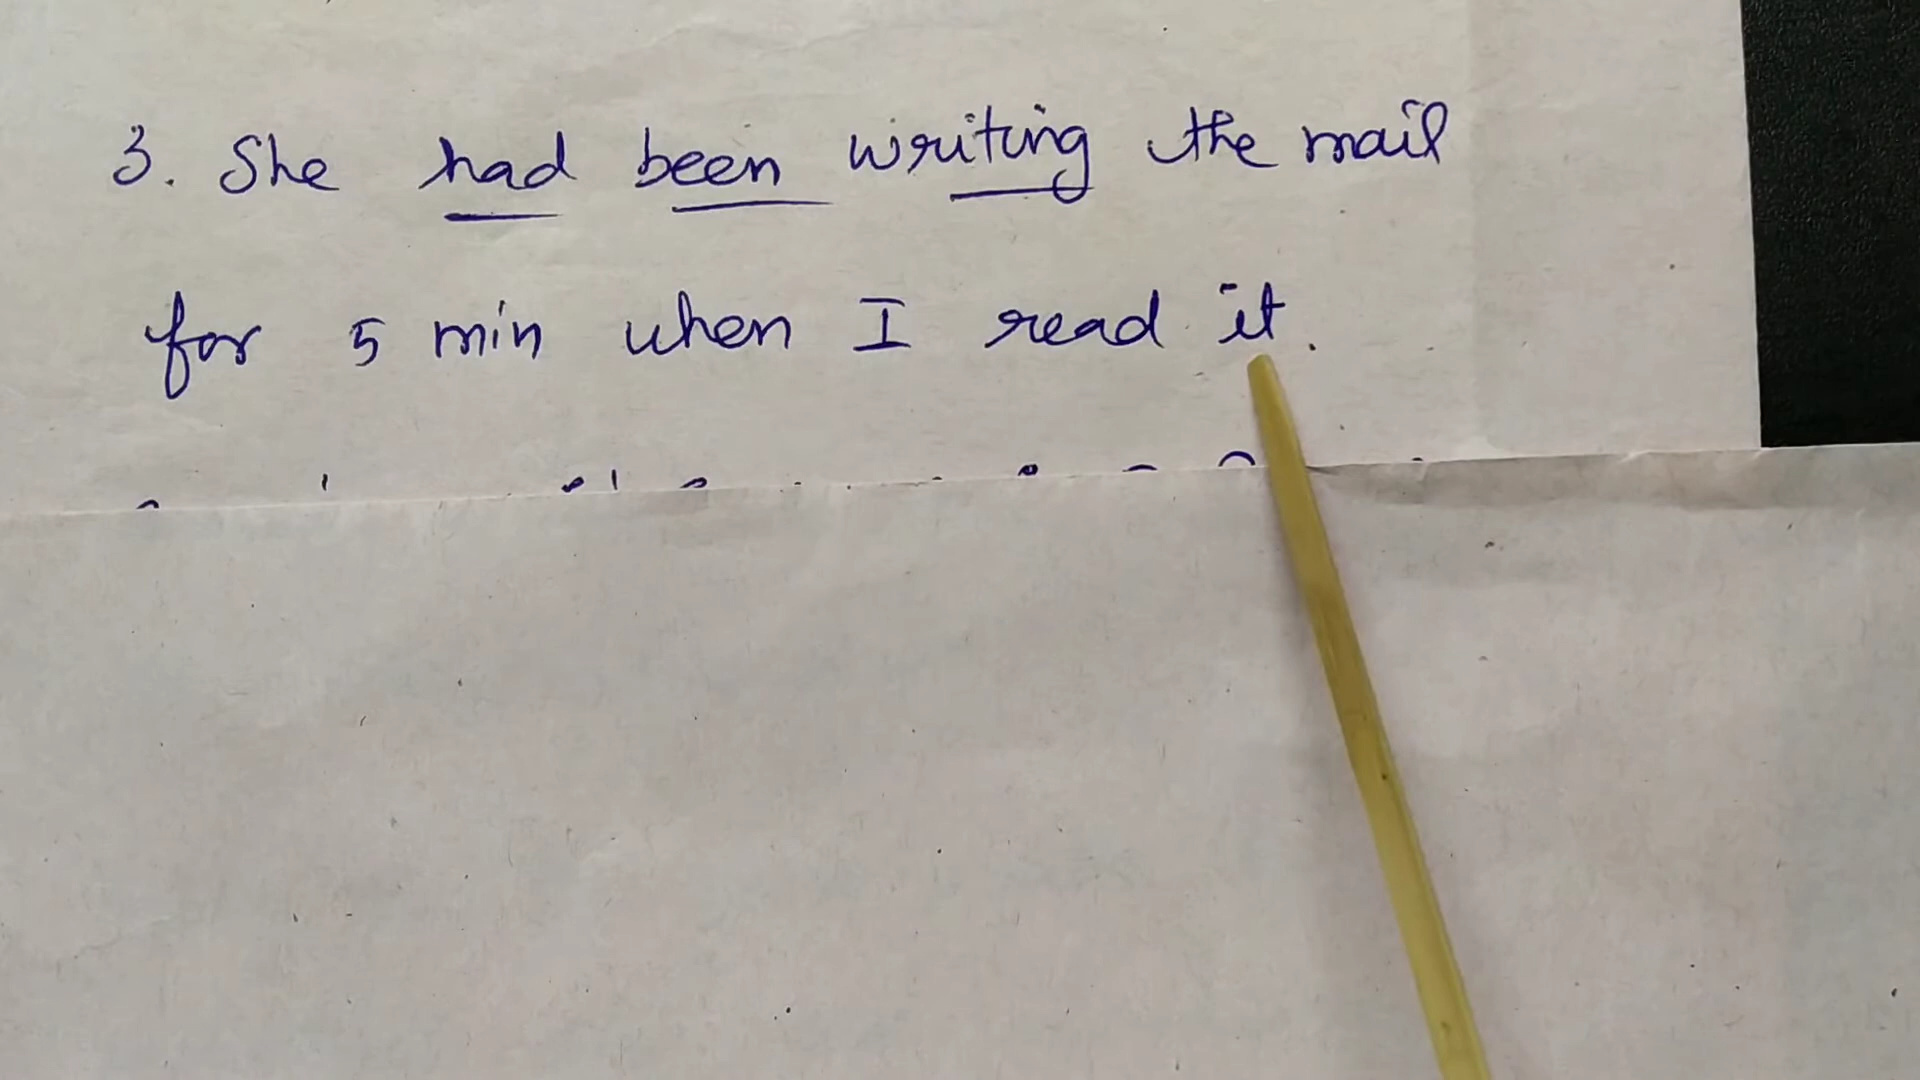 3. She had been writing the mail
for 5 min when I read it.